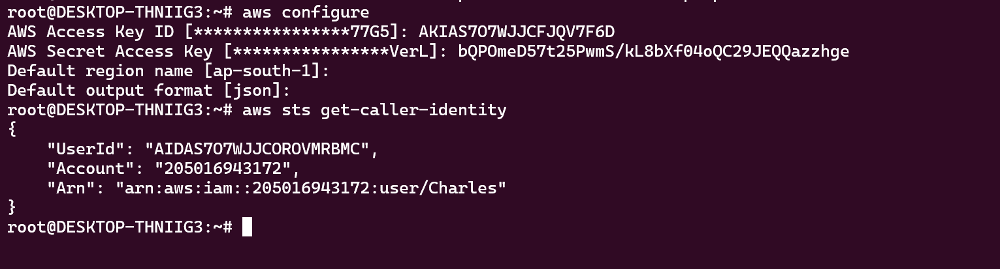 root@DESKTOP-THNIIG3:~# aws configure
AWS Access Key ID [****************77G5]: AKIAS7O7WJJCFJQV7F6D
AWS Secret Access Key [****************VerL]: 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
Default region name [ap-south-1]:
Default output format [json]:
root@DESKTOP-THNIIG3:~# aws sts get-caller-identity
{
    "UserId": "AIDAS7O7WJJCOROVMRBMC",
    "Account": "205016943172",
    "Arn": "arn:aws:iam::205016943172:user/Charles"
}
root@DESKTOP-THNIIG3:~#